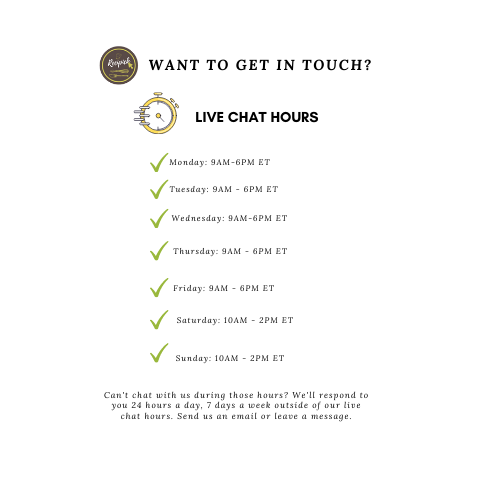 Recipick
WANT TO GET IN TOUCH?
LIVE CHAT HOURS
Monday: 9AM-6PM ET
Tuesday: 9AM - 6PM ET
Wednesday: 9AM-6PM ET
Thursday: 9AM - 6PM ET
Friday: 9AM - 6PM ET
Saturday: 10AM - 2PM ET
Sunday: 10AM - 2PM ET
Can't chat with us during those hours? We'll respond to
you 24 hours a day, 7 days a week outside of our live
chat hours. Send us an email or leave a message.